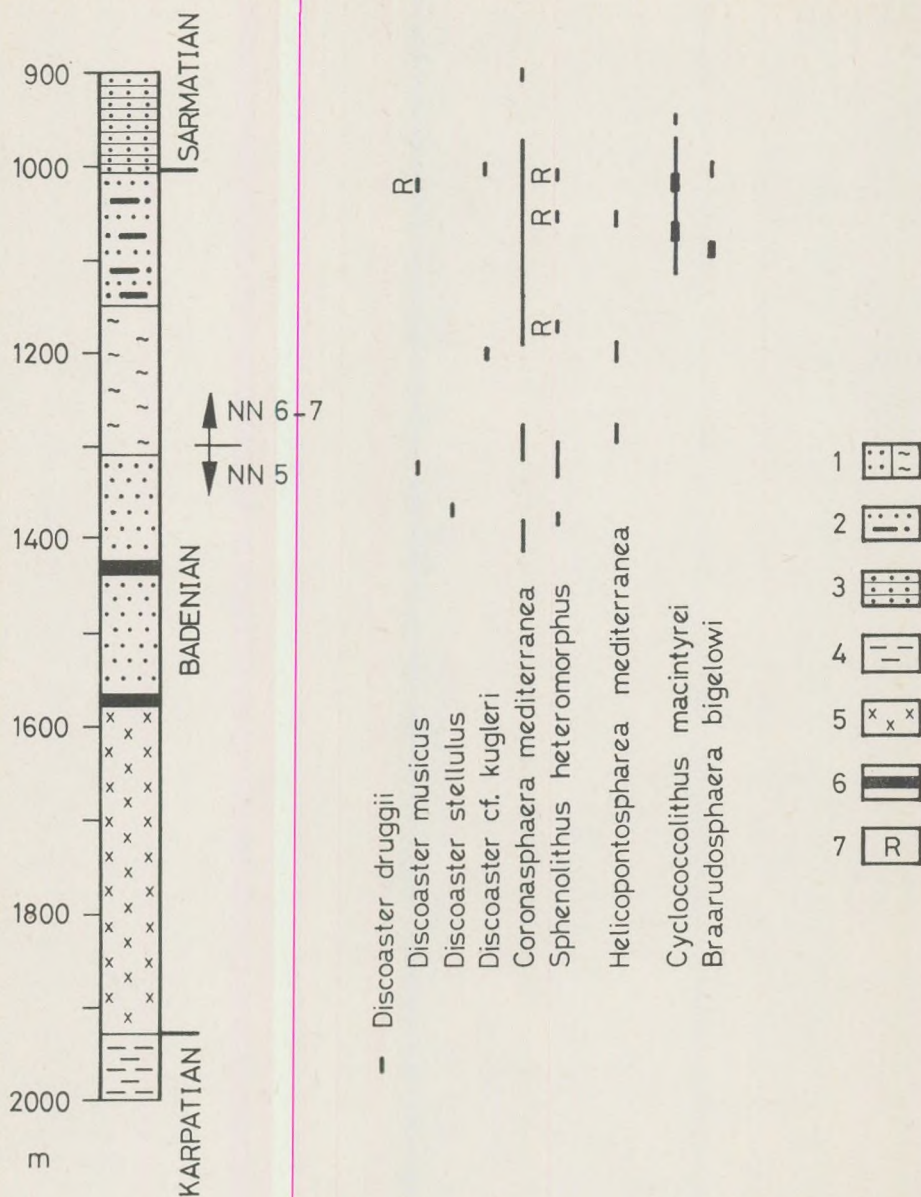 900
1000
1200
1400
1600
1800
2000
m
SARMATIAN
BADENIAN
KARPATIAN
NN 6-7
NN 5
R
R
R
R
Discoaster druggii
Discoaster musicus
Discoaster stellulus
Discoaster cf. kugleri
Coronasphaera mediterranea
Sphenolithus heteromorphus
Helicopontospharea mediterranea
Cyclococcolithus macintyrei
Braarudosphaera bigelowi
1
2
3
4
5
6
7 R